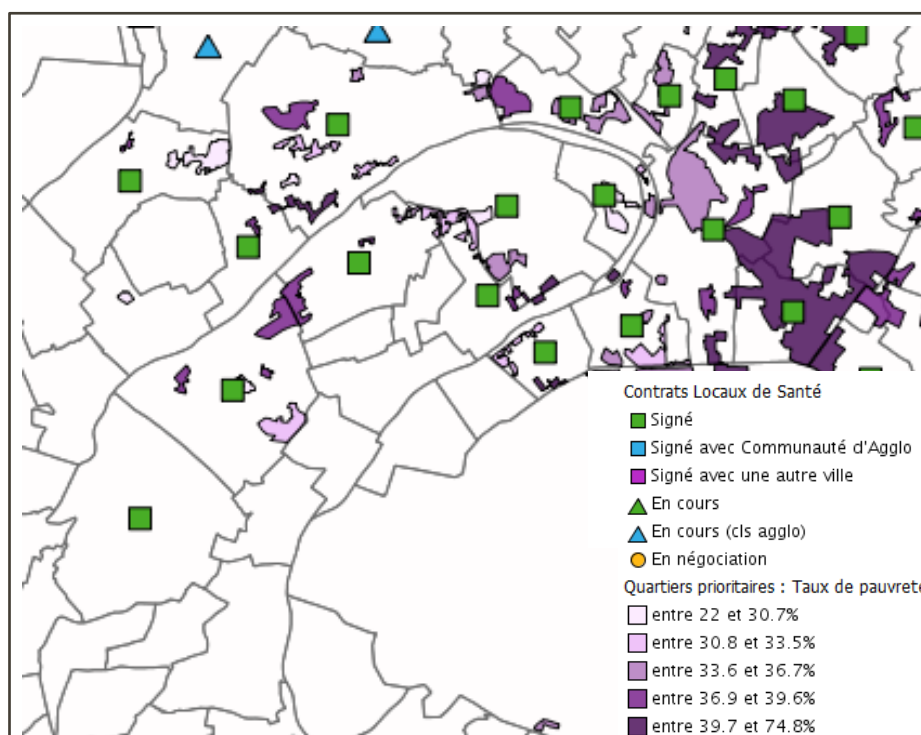 Contrats Locaux de Santé
Signé
Signé avec Communauté d'Agglo
Signé avec une autre ville
En cours
En cours (cls agglo)
En négociation
Quartiers prioritaires : Taux de pauvreté
entre 22 et 30.7%
entre 30.8 et 33.5%
entre 33.6 et 36.7%
entre 36.9 et 39.6%
entre 39.7 et 74.8%